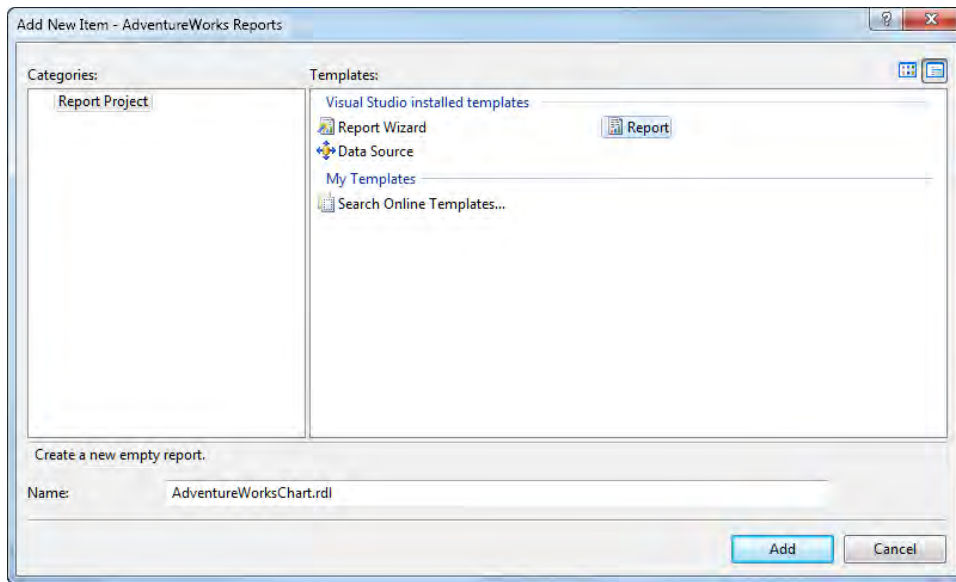 Add New Item - AdventureWorks Reports
Categories:
Templates:
Report Project
Visual Studio installed templates
Report Wizard
Report
Data Source
My Templates
Search Online Templates...
Create a new empty report.
Name:
AdventureWorksChart.rdl
Add
Cancel